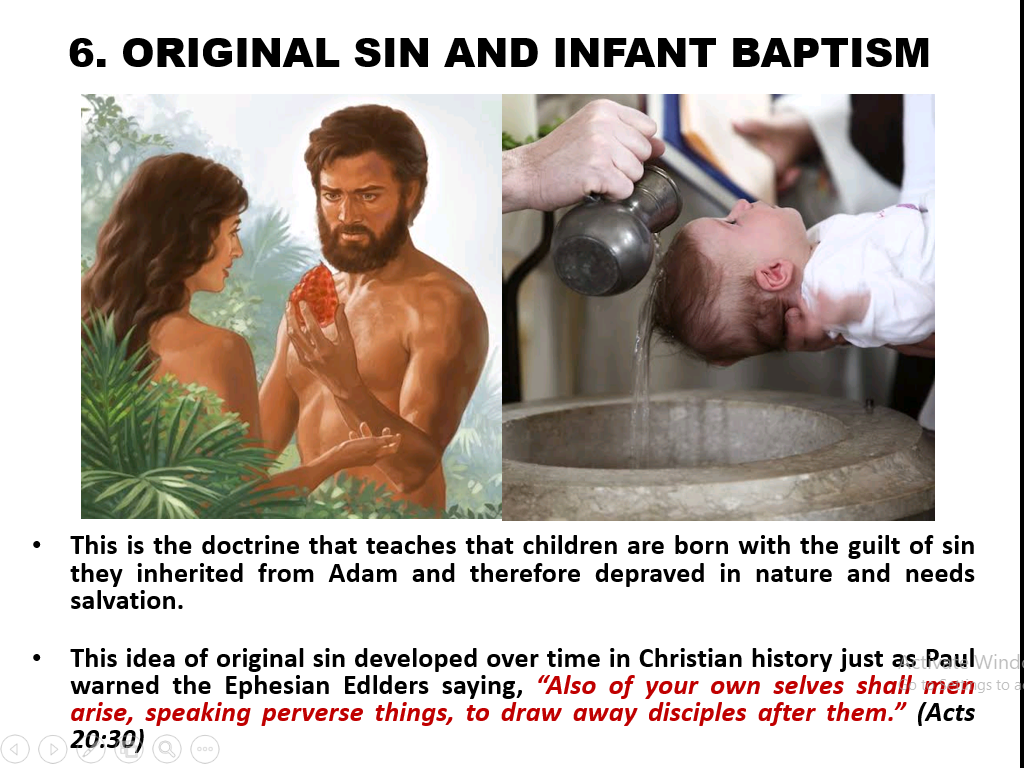 6. ORIGINAL SIN AND INFANT BAPTISM
• This is the doctrine that teaches that children are born with the guilt of sin
they inherited from Adam and therefore depraved in nature and needs
salvation.
• This idea of original sin developed over time in Christian history just as Paul
warned the Ephesian Edlders saying, “Also of your own selves shall men
arise, speaking perverse things, to draw away disciples after them.” (Acts
20:30)
Activate Wind
Go to Settings to a